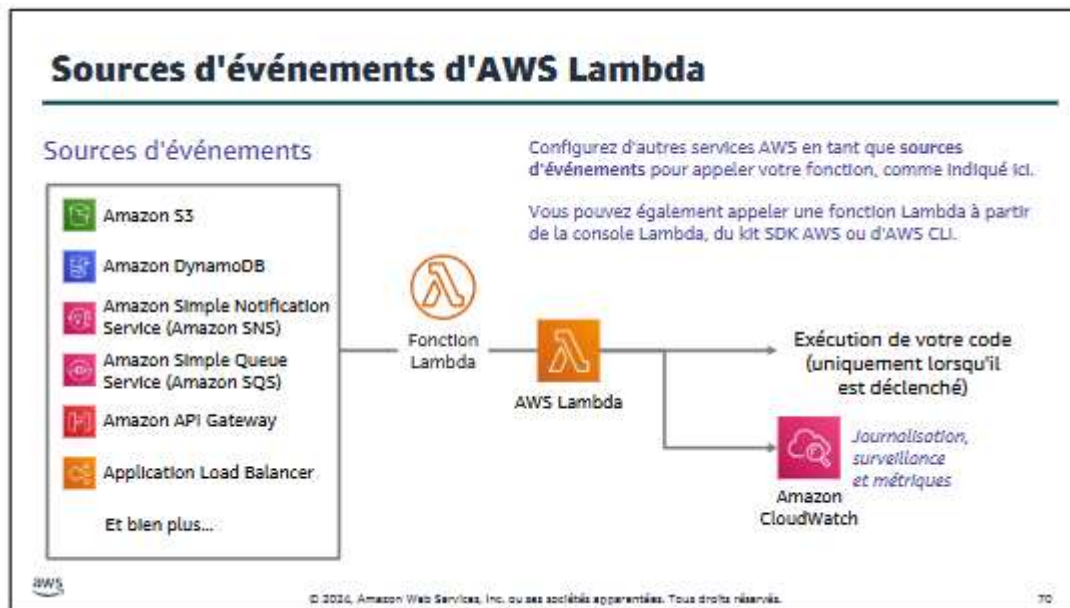 Sources d'événements d'AWS Lambda
Sources d'événements
Amazon S3
Amazon DynamoDB
Amazon Simple Notification
Service (Amazon SNS)
Amazon Simple Queue
Service (Amazon SQS)
Amazon API Gateway
Application Load Balancer
Et bien plus...
Configurez d'autres services AWS en tant que sources
d'événements pour appeler votre fonction, comme indiqué ici.
Vous pouvez également appeler une fonction Lambda à partir
de la console Lambda, du kit SDK AWS ou d'AWS CLI.
Fonction
Lambda
AWS Lambda
Exécution de votre code
(uniquement lorsqu'il
est déclenché)
Journalisation,
surveillance
et métriques
Amazon
CloudWatch
aws
© 2024, Amazon Web Services, Inc. ou ses sociétés apparentées. Tous droits réservés.
70